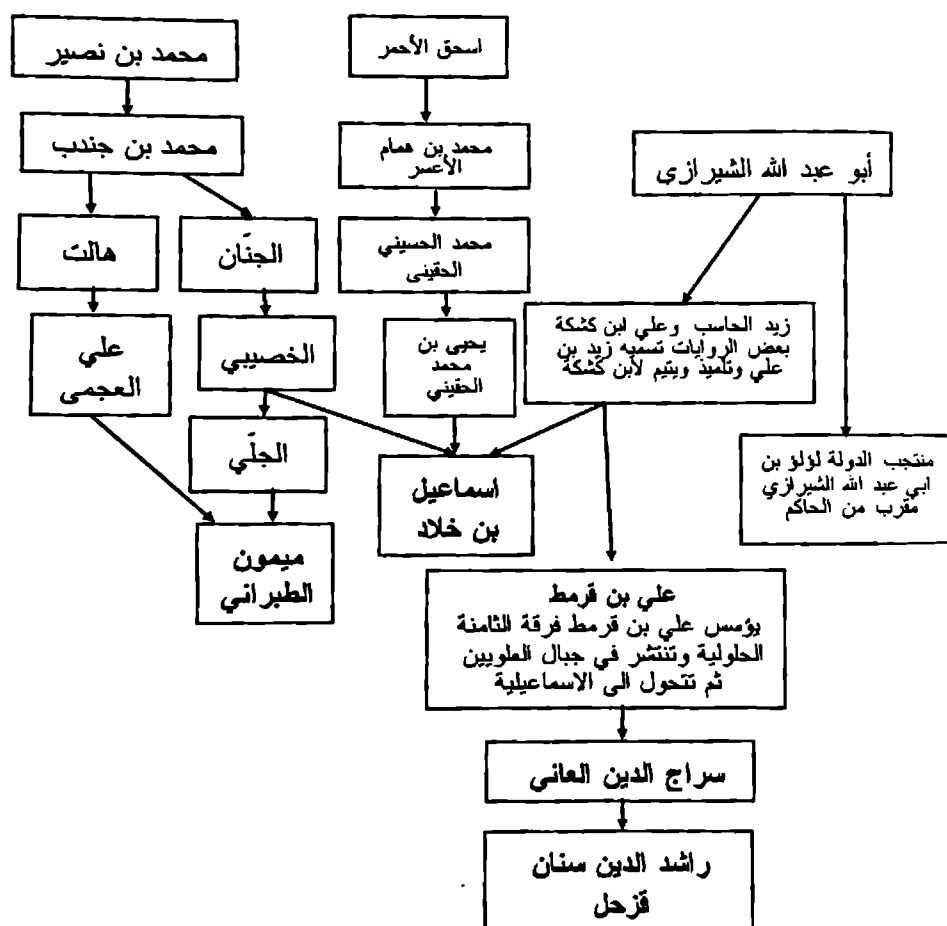 محمد بن نصير
اسحق الأحمر
محمد بن جندب
محمد بن همام
الأعسر
أبو عبد الله الشيرازي
هالت
الجنّان
محمد الحسيني
الحقيني
علي
العجمي
الخصيبي
يحيى بن
محمد
الحقيني
زيد الحاسب وعلي ابن كشكة
بعض الروايات تسميه زيد بن
علي وتلميذ ويتيم لأبن كشكة
الجلّي
اسماعيل
بن خلاد
منتجب الدولة لؤلؤ بن
ابي عبد الله الشيرازي
مقرب من الحاكم
ميمون
الطبراني
علي بن قرمط
يؤسس علي بن قرمط فرقة الثامنة
الحلولية وتنتشر في جبال العلويين
ثم تتحول الى الاسماعيلية
سراج الدين العاني
راشد الدين سنان
قزحل